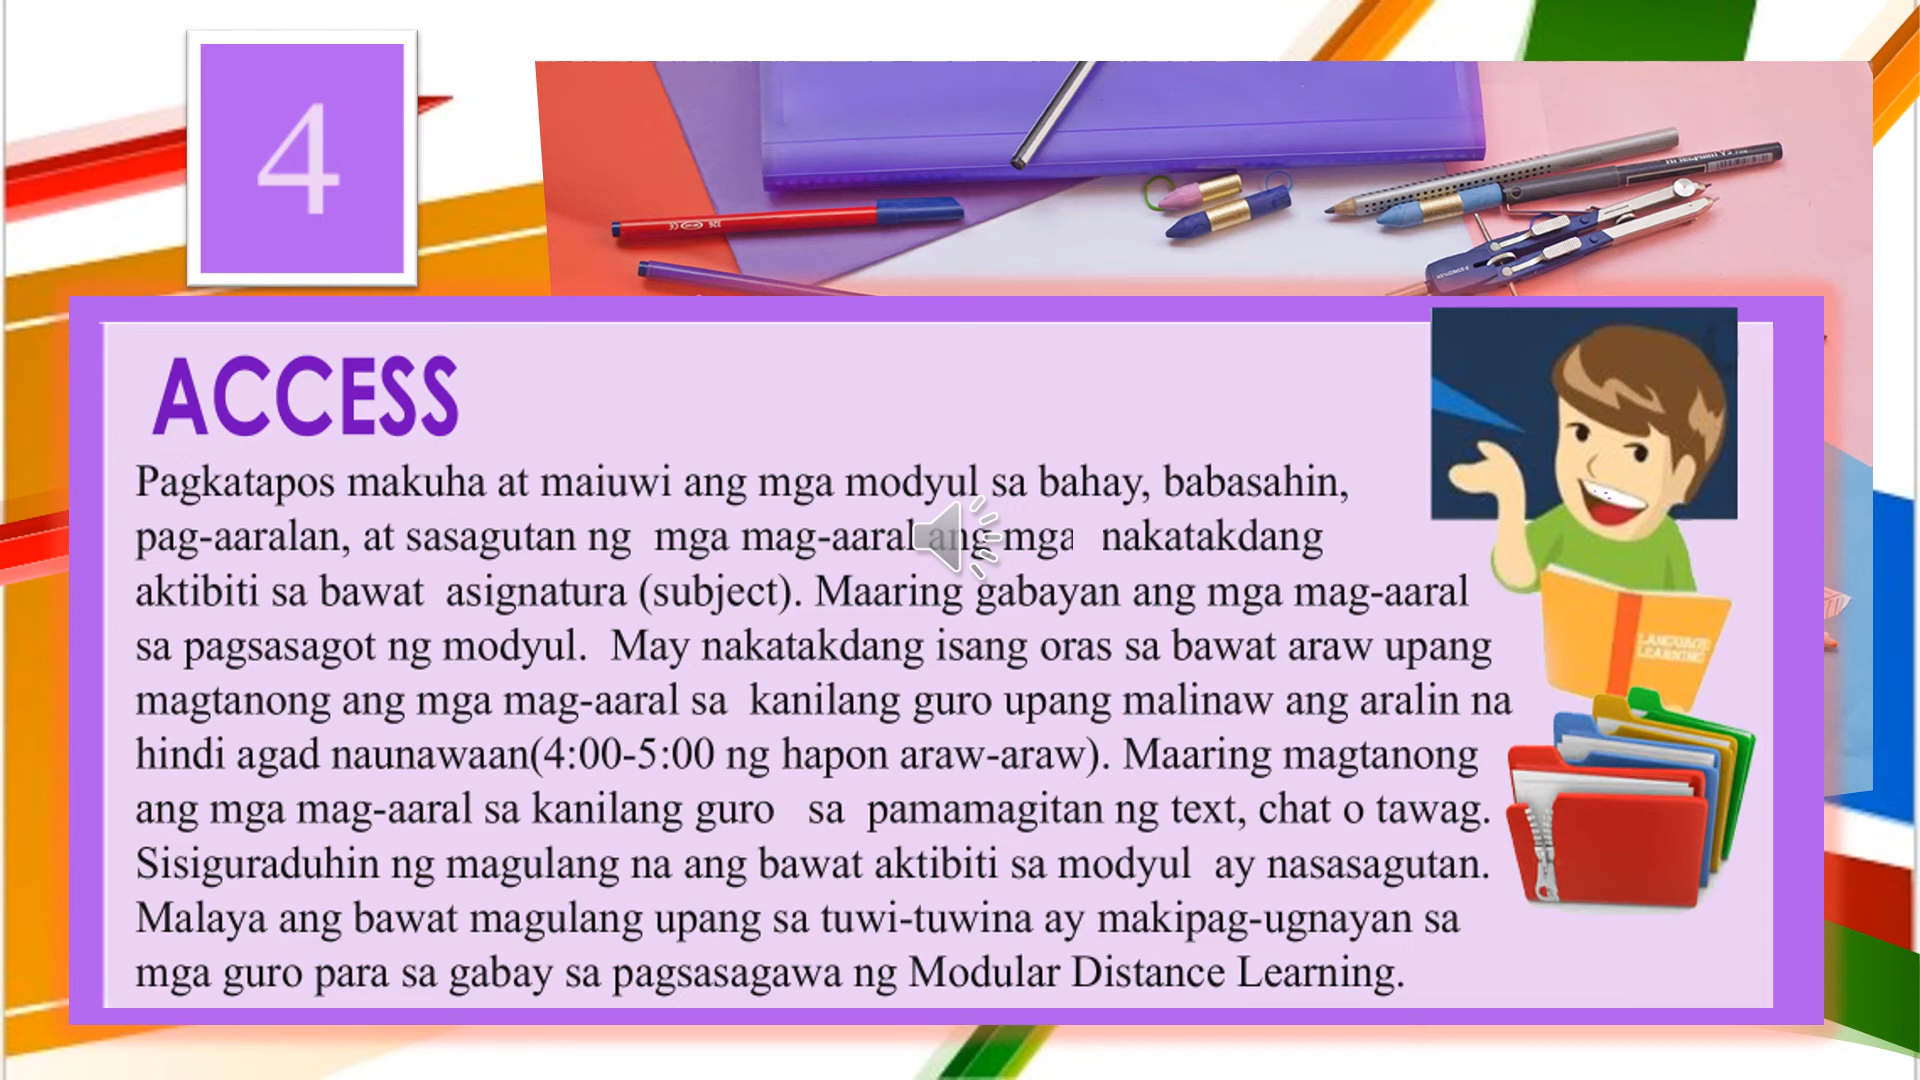 4
ACCESS
Pagkatapos makuha at maiuwi ang mga modyul sa bahay, babasahin,
pag-aaralan, at sasagutan ng mga mag-aaral ang mga nakatakdang
aktibiti sa bawat asignatura (subject). Maaring gabayan ang mga mag-aaral
sa pagsasagot ng modyul. May nakatakdang isang oras sa bawat araw upang
magtanong ang mga mag-aaral sa kanilang guro upang malinaw ang aralin na
hindi agad naunawaan(4:00-5:00 ng hapon araw-araw). Maaring magtanong
ang mga mag-aaral sa kanilang guro sa pamamagitan ng text, chat o tawag.
Sisiguraduhin ng magulang na ang bawat aktibiti sa modyul ay nasasagutan.
Malaya ang bawat magulang upang sa tuwi-tuwina ay makipag-ugnayan sa
mga guro para sa gabay sa pagsasagawa ng Modular Distance Learning.
LANGUAGE
LEARNING